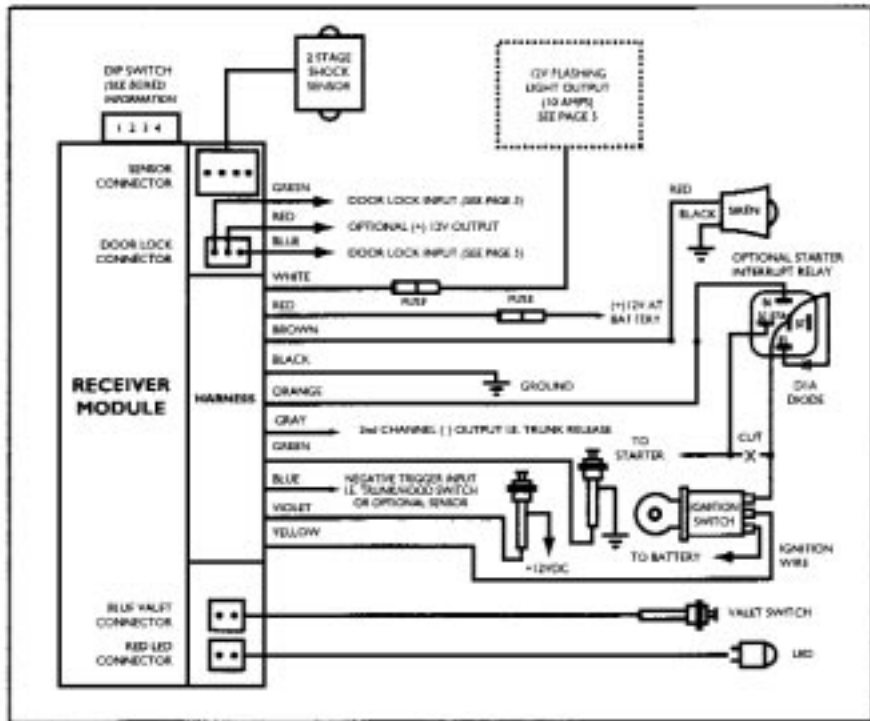 DIP SWITCH
(SEE BOXED
INFORMATION
1 2 3 4
2 STAGE
SHOCK
SENSOR
12V FLASHING
LIGHT OUTPUT
(10 AMPS)
SEE PAGE 5
SENSOR
CONNECTOR
DOOR LOCK
CONNECTOR
GREEN
DOOR LOCK INPUT (SEE PAGE 5)
RED
OPTIONAL (+) 12V OUTPUT
BLUE
DOOR LOCK INPUT (SEE PAGE 5)
WHITE
FUSE
RED
FUSE
(+)12V AT
BATTERY
BROWN
RED
BLACK
SIREN
OPTIONAL STARTER
INTERRUPT RELAY
BLACK
GROUND
ORANGE
DIA
DIODE
RECEIVER
MODULE
HARNESS
GRAY
2nd CHANNEL (-) OUTPUT I.E. TRUNK RELEASE
GREEN
TO
STARTER
CUT
X
BLUE
NEGATIVE TRIGGER INPUT
I.E. TRUNK/HOOD SWITCH
OR OPTIONAL SENSOR
VIOLET
YELLOW
+12VDC
IGNITION
SWITCH
TO BATTERY
IGNITION
WIRE
BLUE VALET
CONNECTOR
VALET SWITCH
RED LED
CONNECTOR
LED